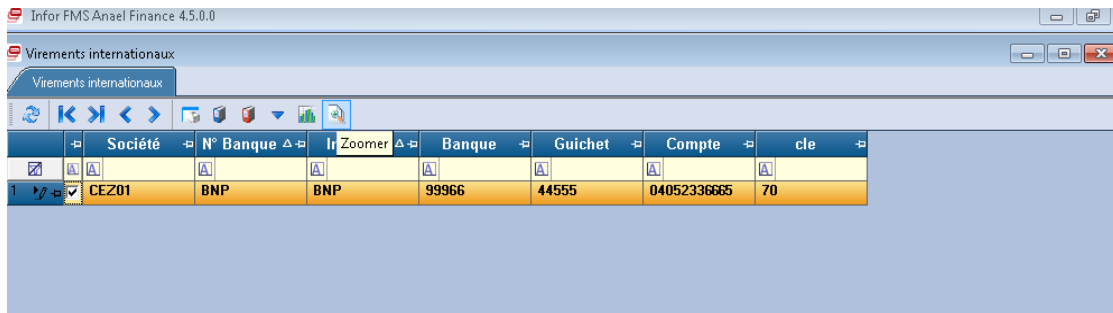 Infor FMS Anael Finance 4.5.0.0
Virements internationaux
Virements internationaux
Société N° Banque Zoomer Banque Guichet Compte cle
A A A A A A A A
1 CEZ01 BNP BNP 99966 44555 04052336665 70